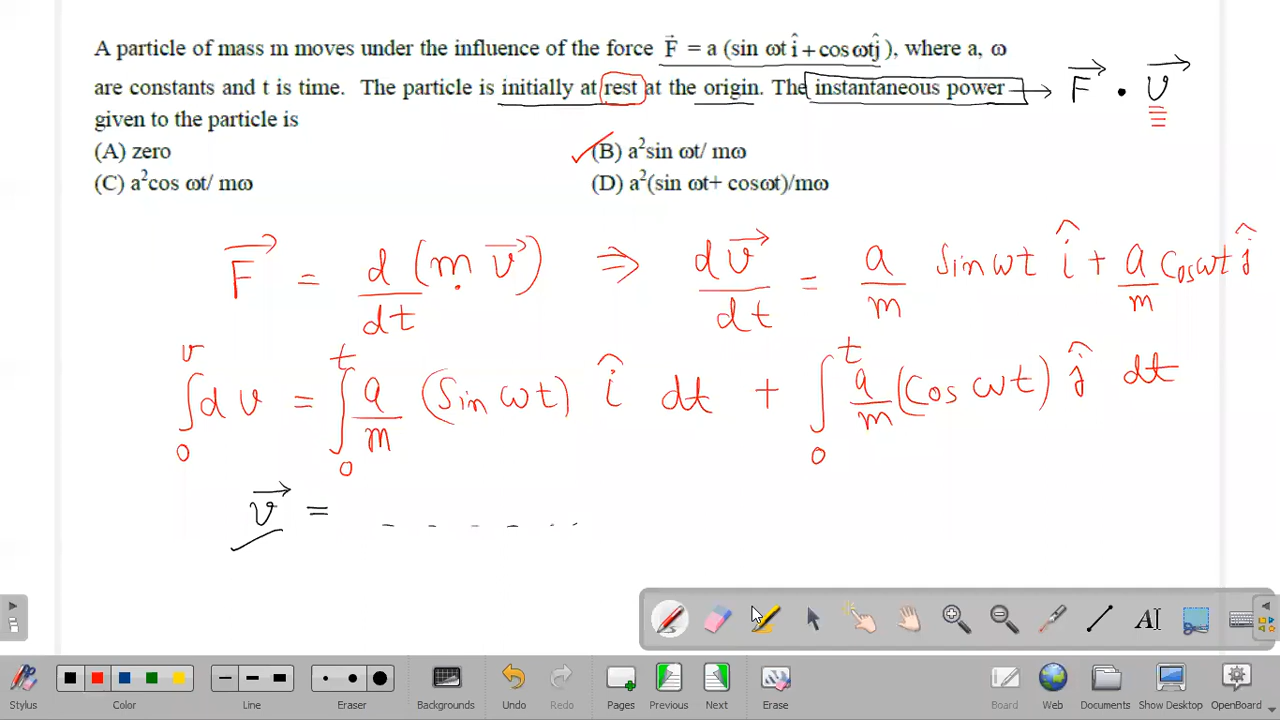 A particle of mass m moves under the influence of the force F⃗ = a (sin ωt î + cos ωt ĵ), where a, ω
are constants and t is time. The particle is initially at rest at the origin. The instantaneous power → F⃗ · v⃗
given to the particle is
(A) zero (B) a²sin ωt/ mω
(C) a²cos ωt/ mω (D) a²(sin ωt+ cosωt)/mω
F⃗ = d/dt (m v⃗) ⇒ dv⃗/dt = a/m Sin ωt î + a/m Cos ωt ĵ
∫₀ᵛ dv = ∫₀ᵗ a/m (Sin ωt) î dt + ∫₀ᵗ a/m (Cos ωt) ĵ dt
v⃗ = - - - - - -
AI
Stylus Color Line Eraser Backgrounds Undo Redo Pages Previous Next Erase Board Web Documents Show Desktop OpenBoard